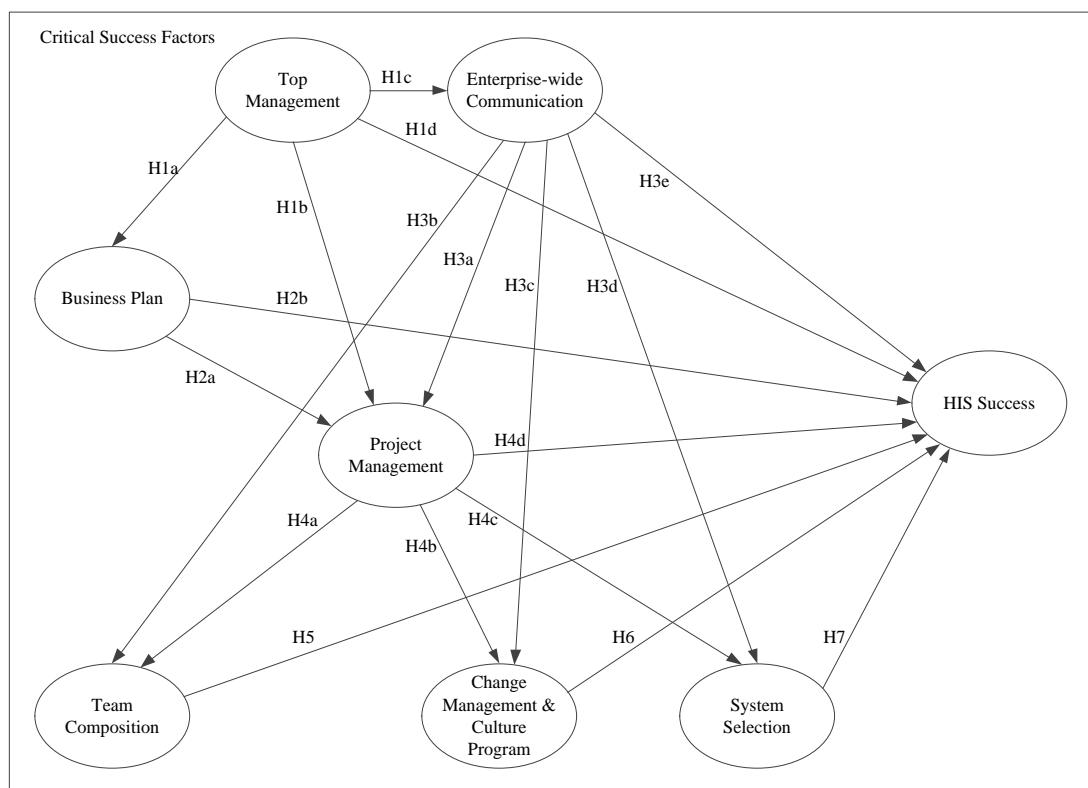 Critical Success Factors
Top
Management
H1c
Enterprise-wide
Communication
H1d
H1a
H1b
H3b
H3a
H3c
H3d
H3e
Business Plan
H2b
H2a
HIS Success
Project
Management
H4d
H4a
H4b
H4c
H5
H6
H7
Team
Composition
Change
Management &
Culture
Program
System
Selection